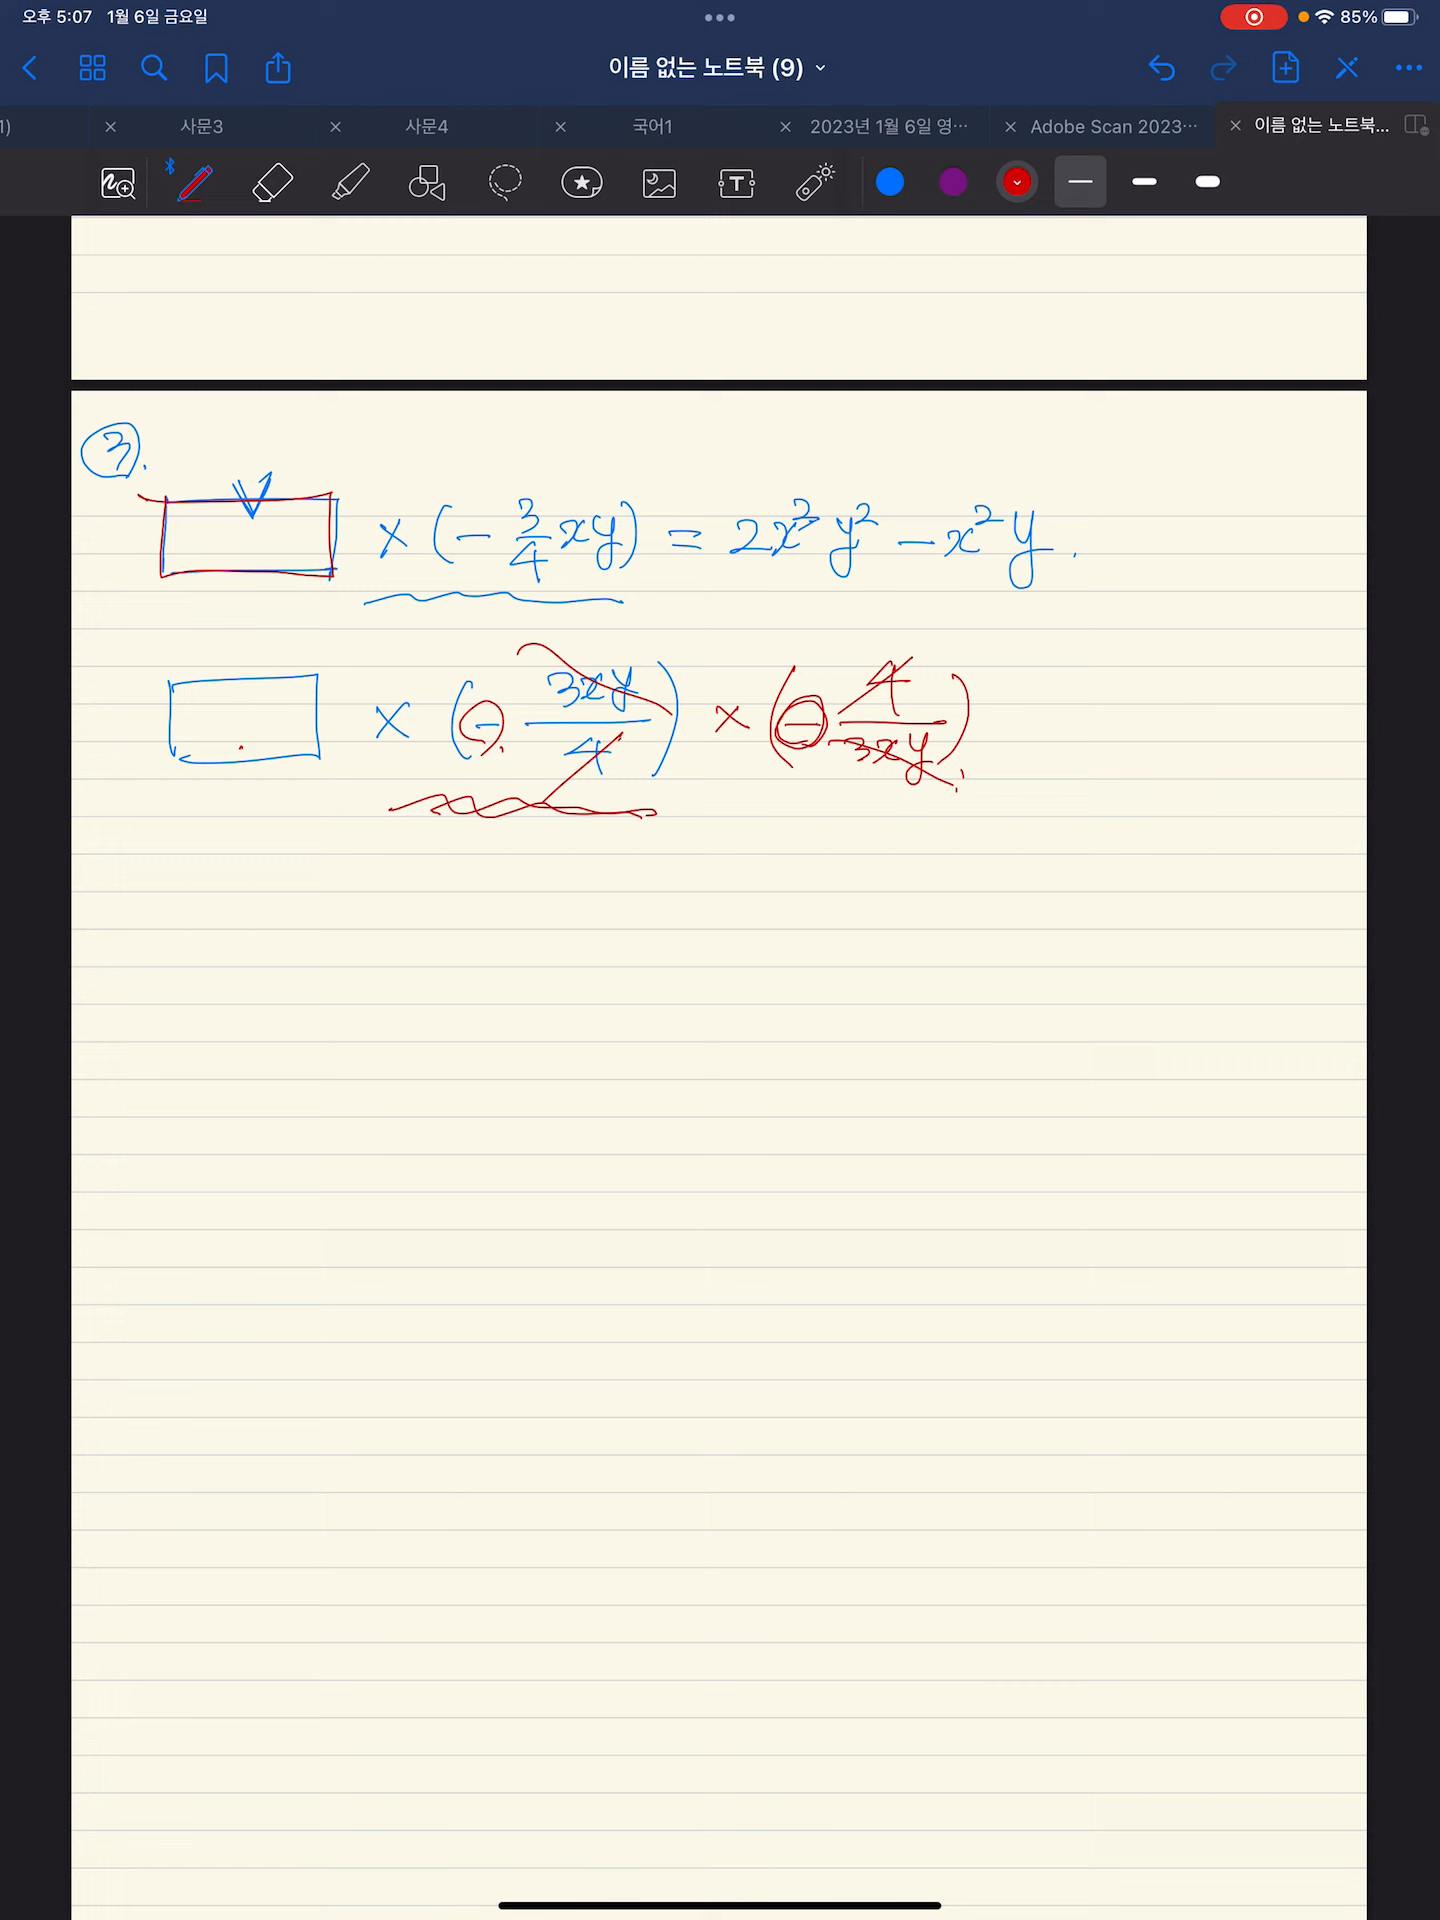 오후 5:07 1월 6일 금요일 85%
이름 없는 노트북 (9)
1) × 사문3 × 사문4 × 국어1 × 2023년 1월 6일 영··· × Adobe Scan 2023··· × 이름 없는 노트북...
T
③.
× (- 3/4 xy) = 2x²y² - x²y.
× (- 3xy/4) × (- 4/3xy)